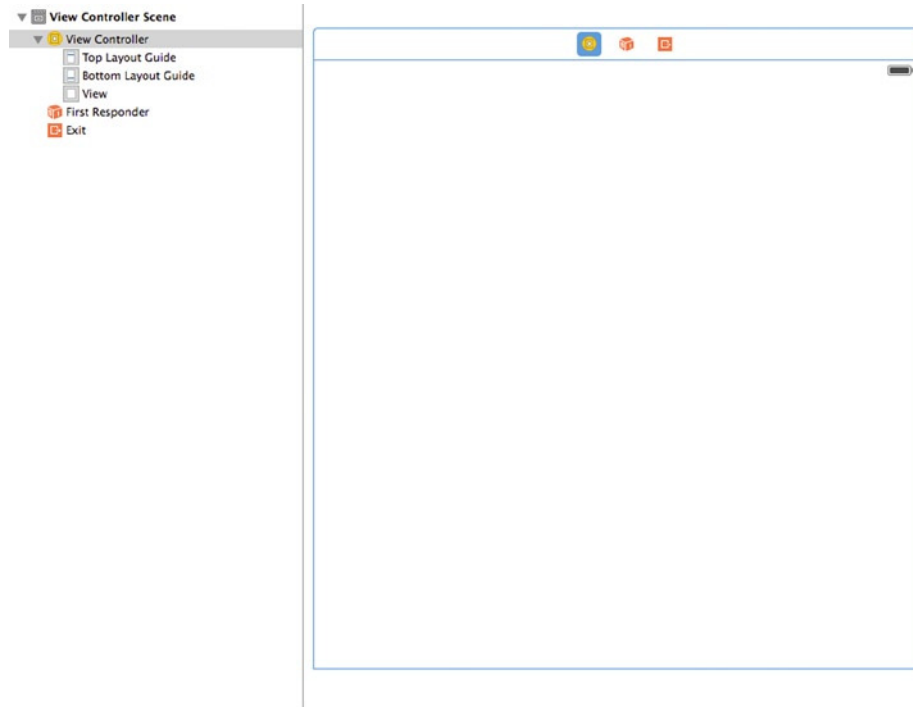 View Controller Scene
View Controller
Top Layout Guide
Bottom Layout Guide
View
First Responder
Exit